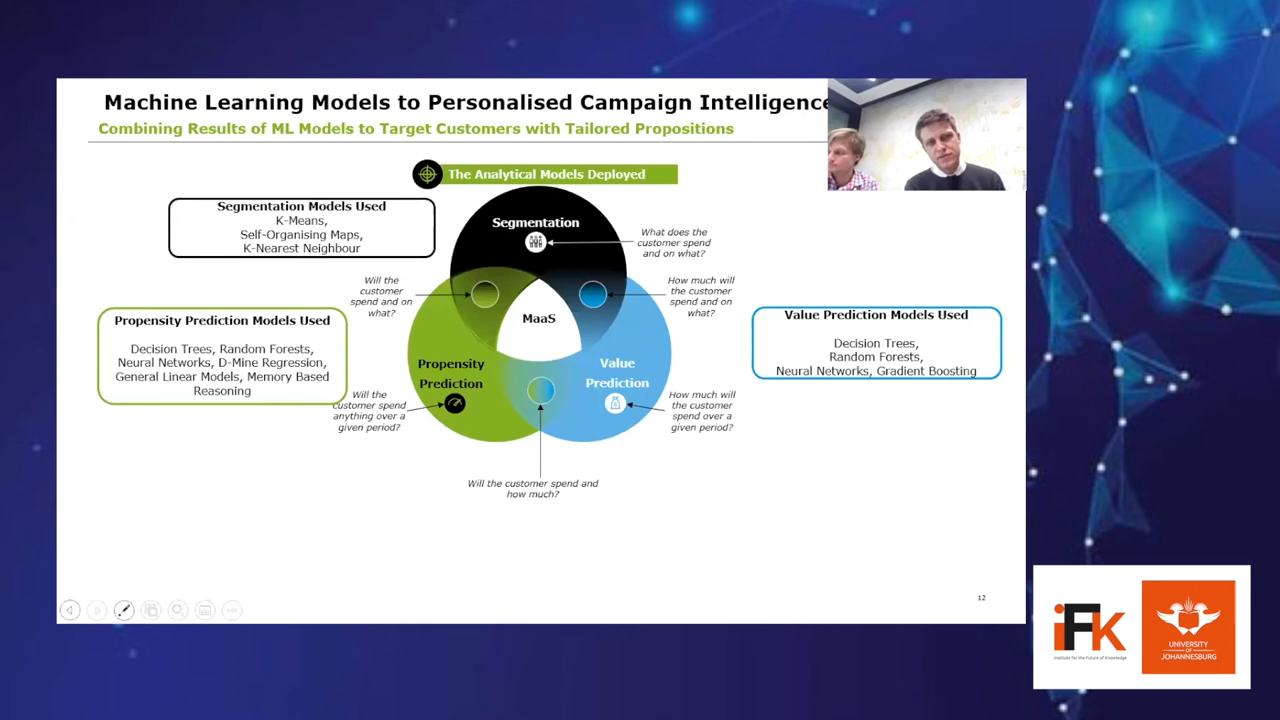 Machine Learning Models to Personalised Campaign Intelligence
Combining Results of ML Models to Target Customers with Tailored Propositions
The Analytical Models Deployed
Segmentation Models Used
K-Means,
Self-Organising Maps,
K-Nearest Neighbour
Segmentation
What does the
customer spend
and on what?
Will the
customer
spend and on
what?
How much will
the customer
spend and on
what?
MaaS
Propensity Prediction Models Used
Decision Trees, Random Forests,
Neural Networks, D-Mine Regression,
General Linear Models, Memory Based
Reasoning
Value Prediction Models Used
Decision Trees,
Random Forests,
Neural Networks, Gradient Boosting
Propensity
Prediction
Value
Prediction
Will the
customer spend
anything over a
given period?
How much will
the customer
spend over a
given period?
Will the customer spend and
how much?
12
iFK
Institute for the Future of Knowledge
UNIVERSITY
OF
JOHANNESBURG